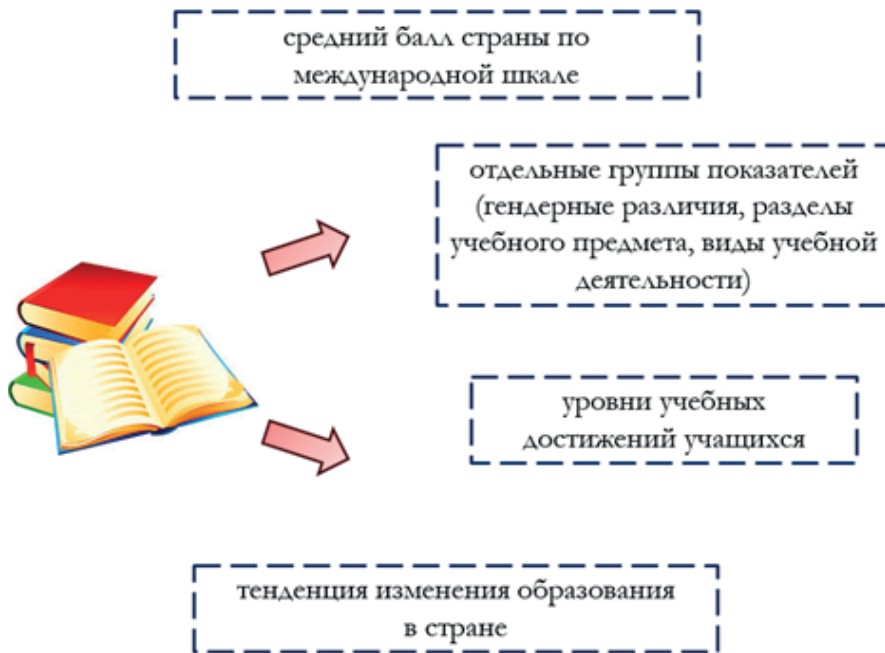 средний балл страны по
международной шкале
отдельные группы показателей
(гендерные различия, разделы
учебного предмета, виды учебной
деятельности)
уровни учебных
достижений учащихся
тенденция изменения образования
в стране